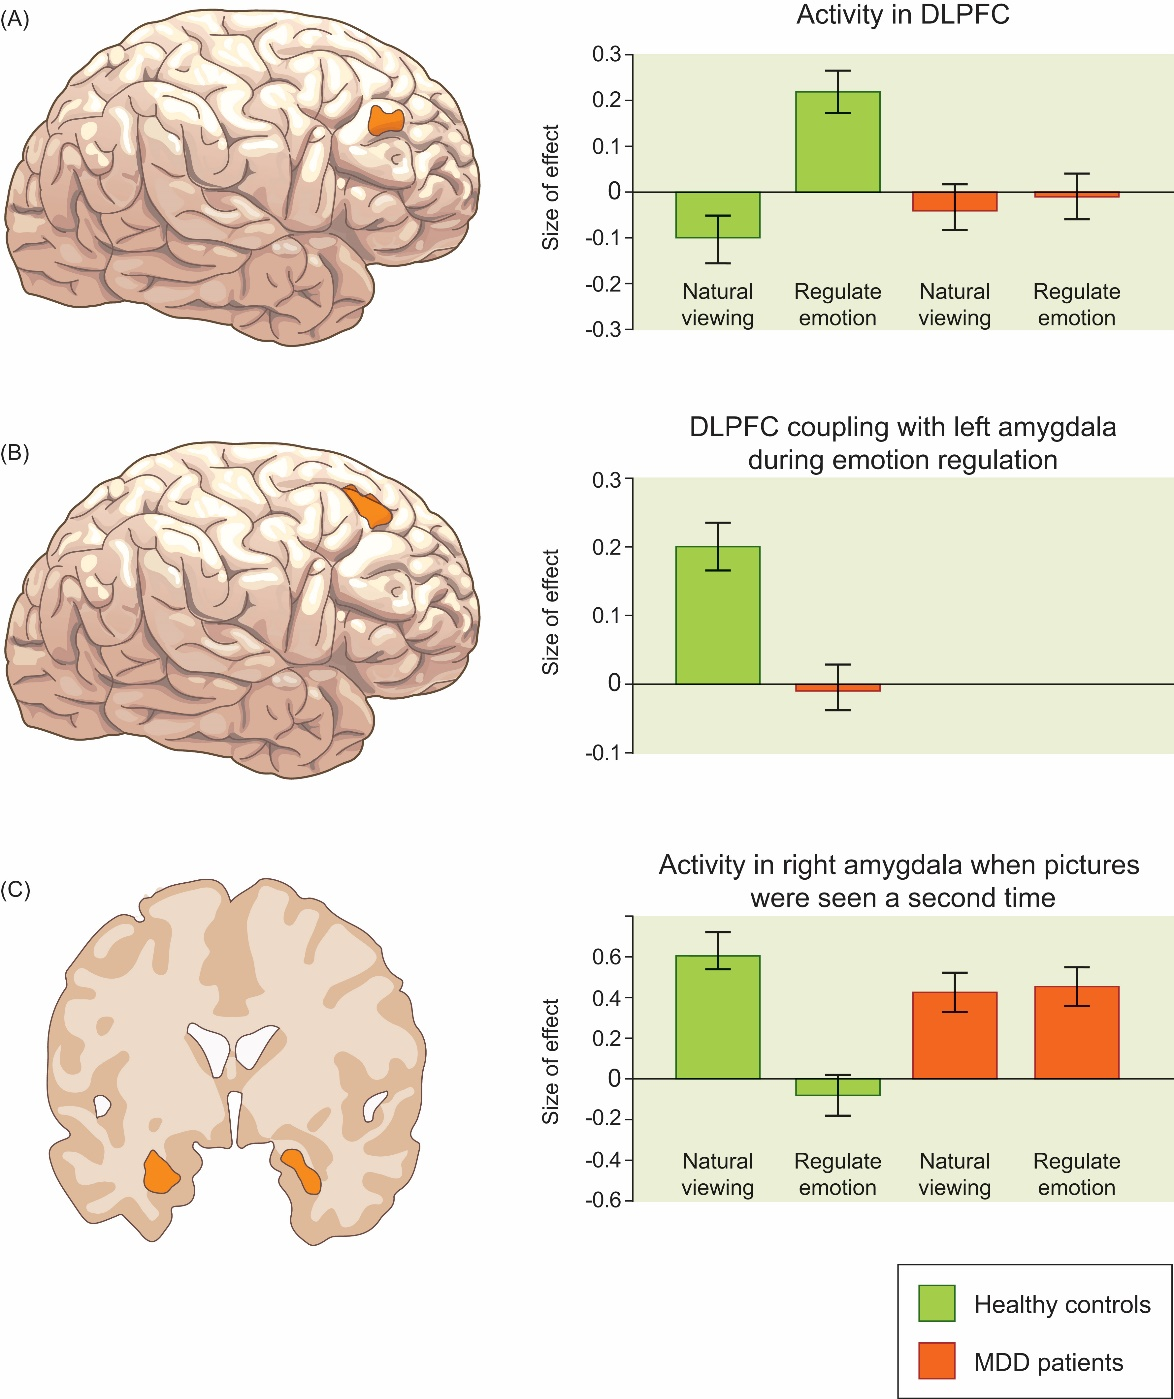 (A)
Activity in DLPFC
Size of effect
0.3
0.2
0.1
0
-0.1
-0.2
-0.3
Natural viewing
Regulate emotion
Natural viewing
Regulate emotion
(B)
DLPFC coupling with left amygdala
during emotion regulation
Size of effect
0.3
0.2
0.1
0
-0.1
(C)
Activity in right amygdala when pictures
were seen a second time
Size of effect
0.6
0.4
0.2
0
-0.2
-0.4
-0.6
Natural
viewing
Regulate
emotion
Natural
viewing
Regulate
emotion
Healthy controls
MDD patients